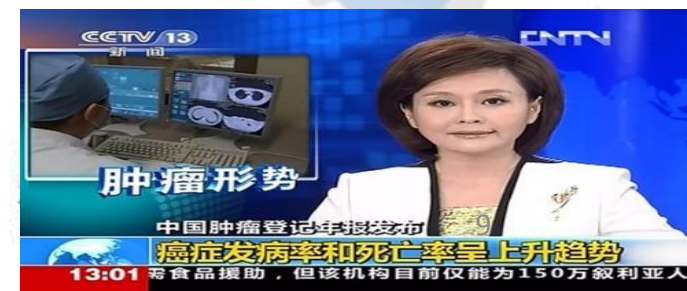 CCTV 13
新闻
CNTV
肿瘤形势
中国肿瘤登记年报发布
9
癌症发病率和死亡率呈上升趋势
13:01 需食品援助，但该机构目前仅能为150万叙利亚人